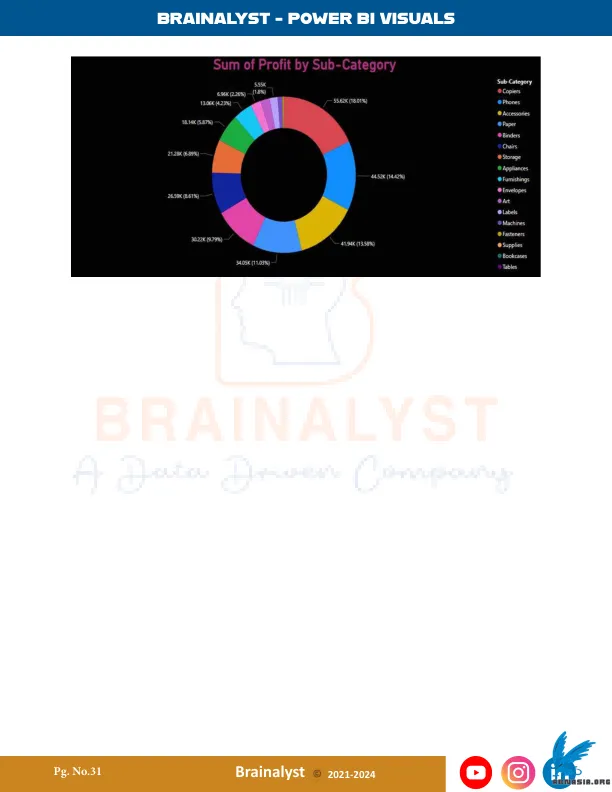 BRAINALYST - POWER BI VISUALS
Sum of Profit by Sub-Category
5.55K
(1.8%)
6.96K (2.26%)
13.06K (4.23%)
18.14K (5.87%)
21.28K (6.89%)
26.59K (8.61%)
30.22K (9.79%)
34.05K (11.03%)
41.94K (13.58%)
44.52K (14.42%)
55.62K (18.01%)
Sub-Category
Copiers
Phones
Accessories
Paper
Binders
Chairs
Storage
Appliances
Furnishings
Envelopes
Art
Labels
Machines
Fasteners
Supplies
Bookcases
Tables
BRAINALYST
A Data Driven Company
Pg. No.31
Brainalyst © 2021-2024
in
AUNASIA.ORG